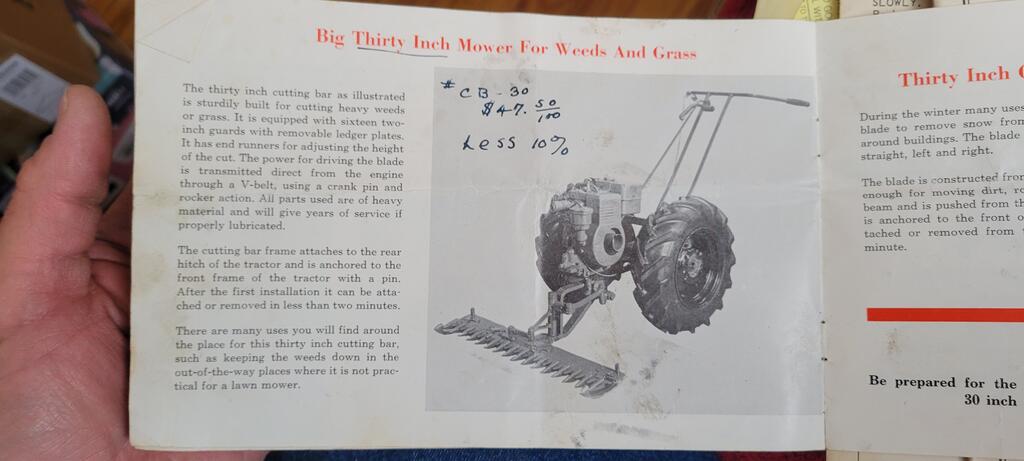 SLOWLY.
Big Thirty Inch Mower For Weeds And Grass
The thirty inch cutting bar as illustrated
is sturdily built for cutting heavy weeds
or grass. It is equipped with sixteen two-
inch guards with removable ledger plates.
It has end runners for adjusting the height
of the cut. The power for driving the blade
is transmitted direct from the engine
through a V-belt, using a crank pin and
rocker action. All parts used are of heavy
material and will give years of service if
properly lubricated.
The cutting bar frame attaches to the rear
hitch of the tractor and is anchored to the
front frame of the tractor with a pin.
After the first installation it can be atta-
ched or removed in less than two minutes.
There are many uses you will find around
the place for this thirty inch cutting bar,
such as keeping the weeds down in the
out-of-the-way places where it is not prac-
tical for a lawn mower.
# CB-30
$47. 50/100
Less 10%
Thirty Inch
During the winter many uses
blade to remove snow from
around buildings. The blade
straight, left and right.
The blade is constructed from
enough for moving dirt,
beam and is pushed from
is anchored to the front
tached or removed from
minute.
Be prepared for the
30 inch